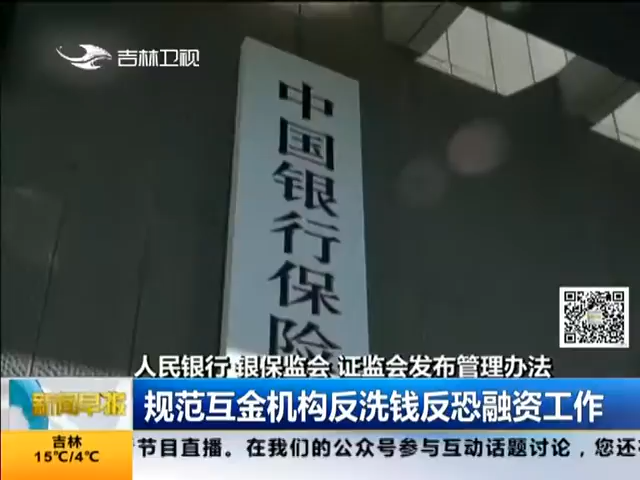 吉林卫视
中国银行保险
人民银行 银保监会 证监会发布管理办法
新闻早报
规范互金机构反洗钱反恐融资工作
吉林
15℃/4℃
节目直播。在我们的公众号参与互动话题讨论，您还